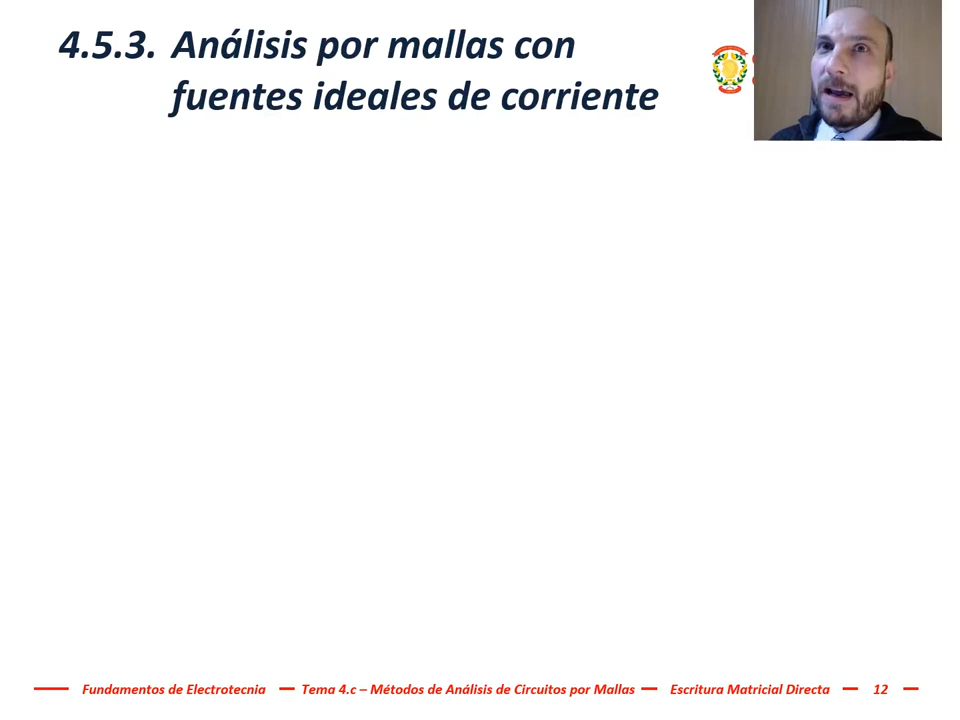 4.5.3. Análisis por mallas con
fuentes ideales de corriente
Fundamentos de Electrotecnia
Tema 4.c – Métodos de Análisis de Circuitos por Mallas
Escritura Matricial Directa
12